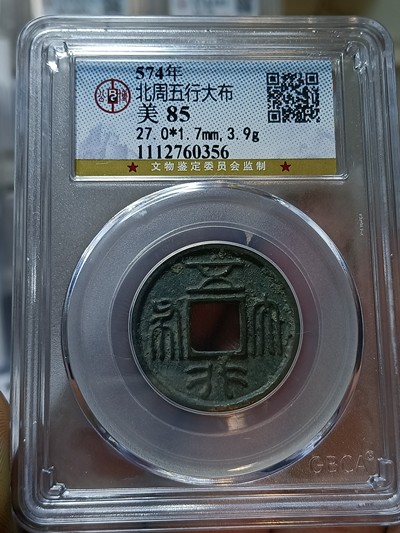 574年
北周五行大布
美 85
27.0*1.7mm,3.9g
1112760356
★ 文物鉴定委员会监制 ★
五
布 大
行
GBCA